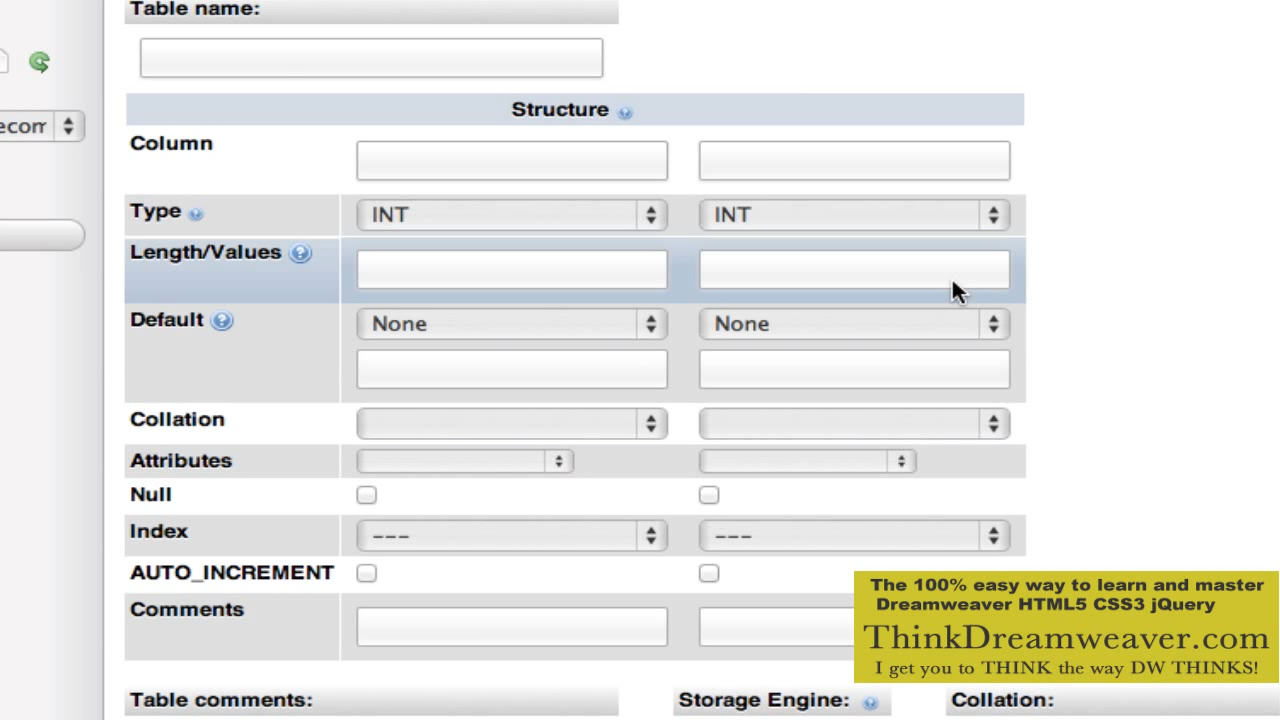 Table name:
ecom
Structure
Column
Type INT INT
Length/Values
Default None None
Collation
Attributes
Null
Index --- ---
AUTO_INCREMENT
Comments
The 100% easy way to learn and master
Dreamweaver HTML5 CSS3 jQuery
ThinkDreamweaver.com
I get you to THINK the way DW THINKS!
Table comments: Storage Engine: Collation: